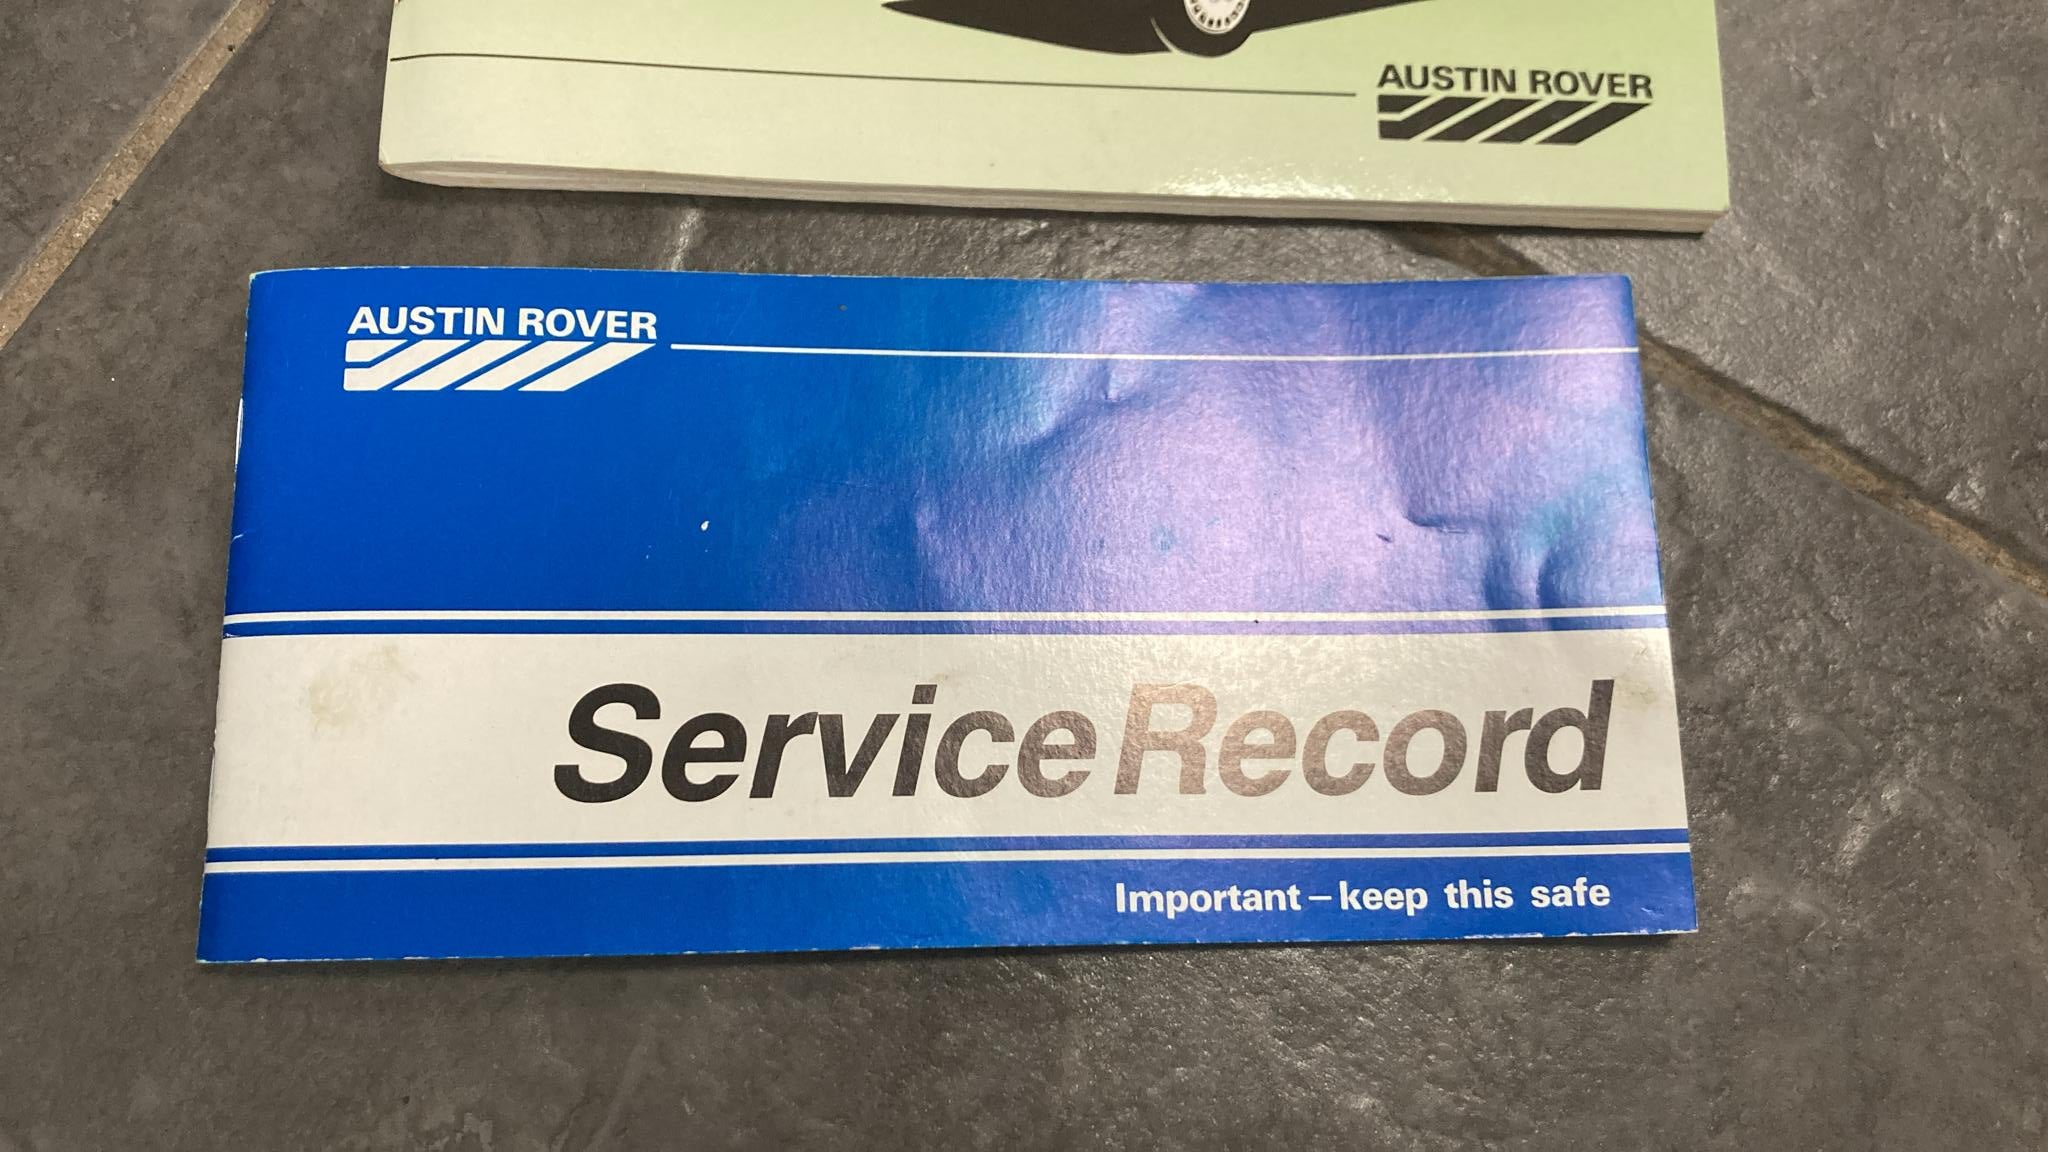 AUSTIN ROVER
AUSTIN ROVER
Service Record
Important – keep this safe